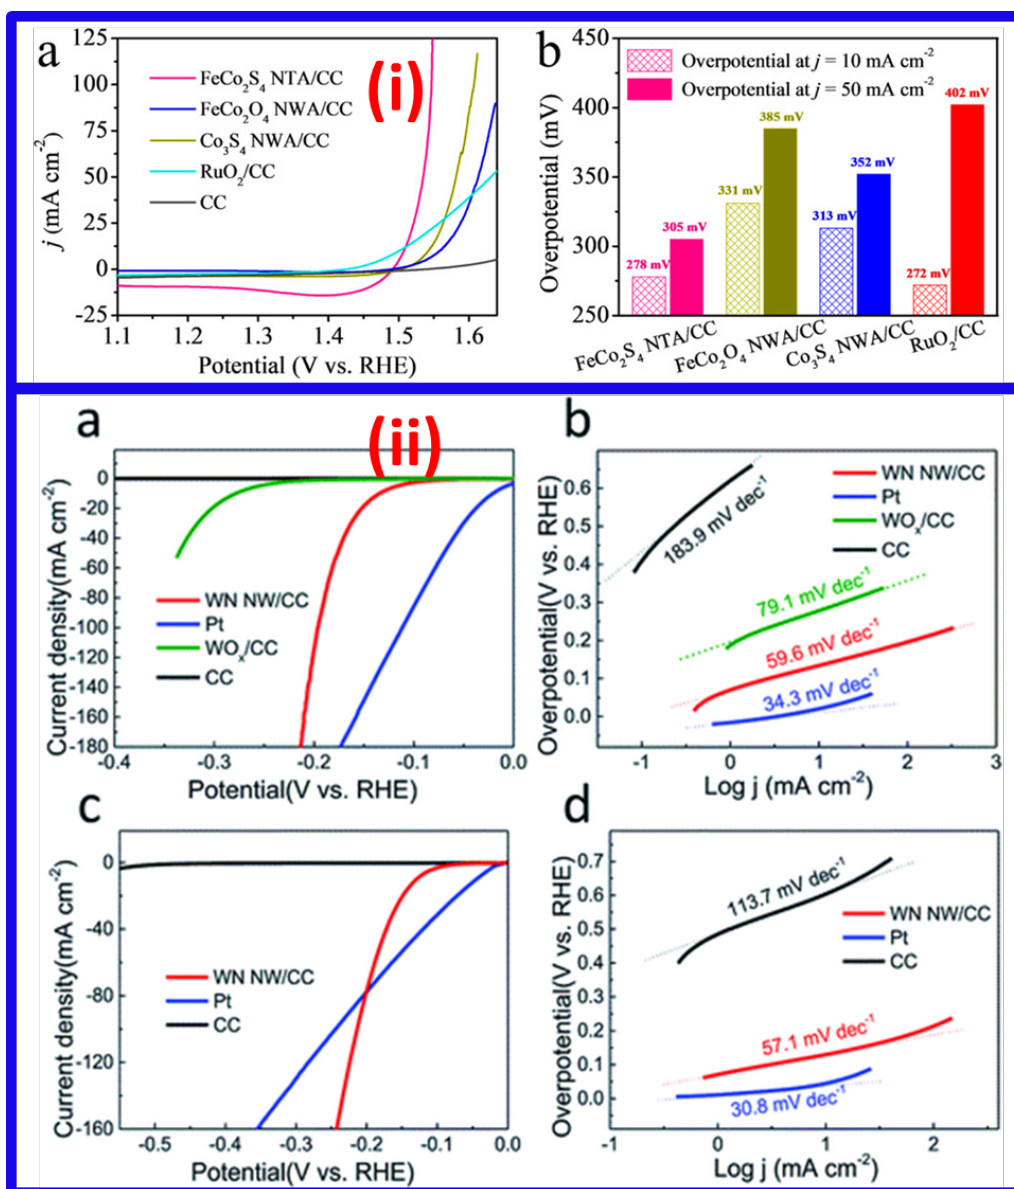 a
(i)
125
100
75
50
25
0
-25
j (mA cm⁻²)
FeCo₂S₄ NTA/CC
FeCo₂O₄ NWA/CC
Co₃S₄ NWA/CC
RuO₂/CC
CC
1.1 1.2 1.3 1.4 1.5 1.6
Potential (V vs. RHE)
b
450
400
350
300
250
Overpotential (mV)
Overpotential at j = 10 mA cm⁻²
Overpotential at j = 50 mA cm⁻²
278 mV
305 mV
331 mV
385 mV
313 mV
352 mV
272 mV
402 mV
FeCo₂S₄ NTA/CC
FeCo₂O₄ NWA/CC
Co₃S₄ NWA/CC
RuO₂/CC
(ii)
a
0
-20
-40
-60
-80
-100
-120
-140
-160
-180
Current density(mA cm⁻²)
WN NW/CC
Pt
WOₓ/CC
CC
-0.4 -0.3 -0.2 -0.1 0.0
Potential(V vs. RHE)
b
0.6
0.5
0.4
0.3
0.2
0.1
0.0
Overpotential(V vs. RHE)
183.9 mV dec⁻¹
79.1 mV dec⁻¹
59.6 mV dec⁻¹
34.3 mV dec⁻¹
WN NW/CC
Pt
WOₓ/CC
CC
-1 0 1 2 3
Log j (mA cm⁻²)
c
0
-40
-80
-120
-160
Current density(mA cm⁻²)
WN NW/CC
Pt
CC
-0.5 -0.4 -0.3 -0.2 -0.1 0.0
Potential(V vs. RHE)
d
0.7
0.6
0.5
0.4
0.3
0.2
0.1
0.0
Overpotential(V vs. RHE)
113.7 mV dec⁻¹
57.1 mV dec⁻¹
30.8 mV dec⁻¹
WN NW/CC
Pt
CC
-1 0 1 2
Log j (mA cm⁻²)